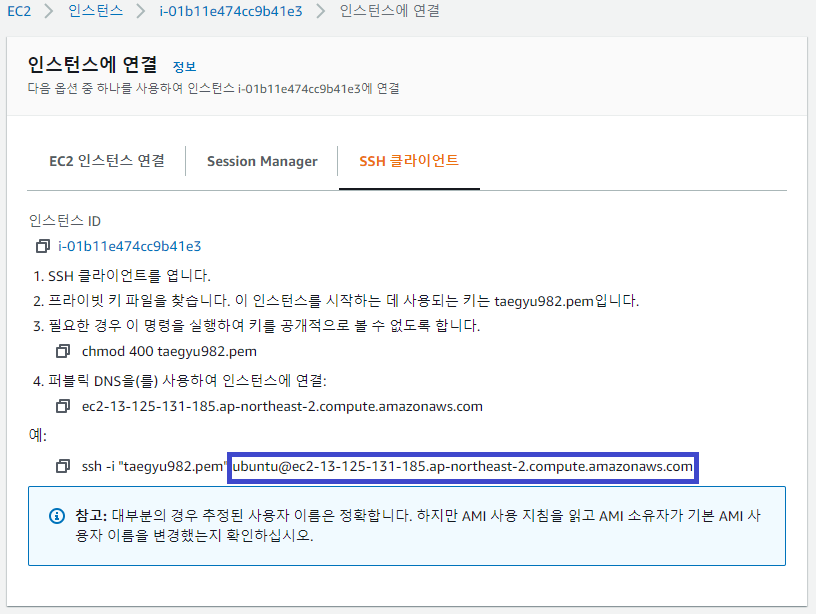 EC2 > 인스턴스 > i-01b11e474cc9b41e3 > 인스턴스에 연결
인스턴스에 연결 정보
다음 옵션 중 하나를 사용하여 인스턴스 i-01b11e474cc9b41e3에 연결
EC2 인스턴스 연결 Session Manager SSH 클라이언트
인스턴스 ID
i-01b11e474cc9b41e3
1. SSH 클라이언트를 엽니다.
2. 프라이빗 키 파일을 찾습니다. 이 인스턴스를 시작하는 데 사용되는 키는 taegyu982.pem입니다.
3. 필요한 경우 이 명령을 실행하여 키를 공개적으로 볼 수 없도록 합니다.
chmod 400 taegyu982.pem
4. 퍼블릭 DNS을(를) 사용하여 인스턴스에 연결:
ec2-13-125-131-185.ap-northeast-2.compute.amazonaws.com
예:
ssh -i "taegyu982.pem" ubuntu@ec2-13-125-131-185.ap-northeast-2.compute.amazonaws.com
참고: 대부분의 경우 추정된 사용자 이름은 정확합니다. 하지만 AMI 사용 지침을 읽고 AMI 소유자가 기본 AMI 사
용자 이름을 변경했는지 확인하십시오.